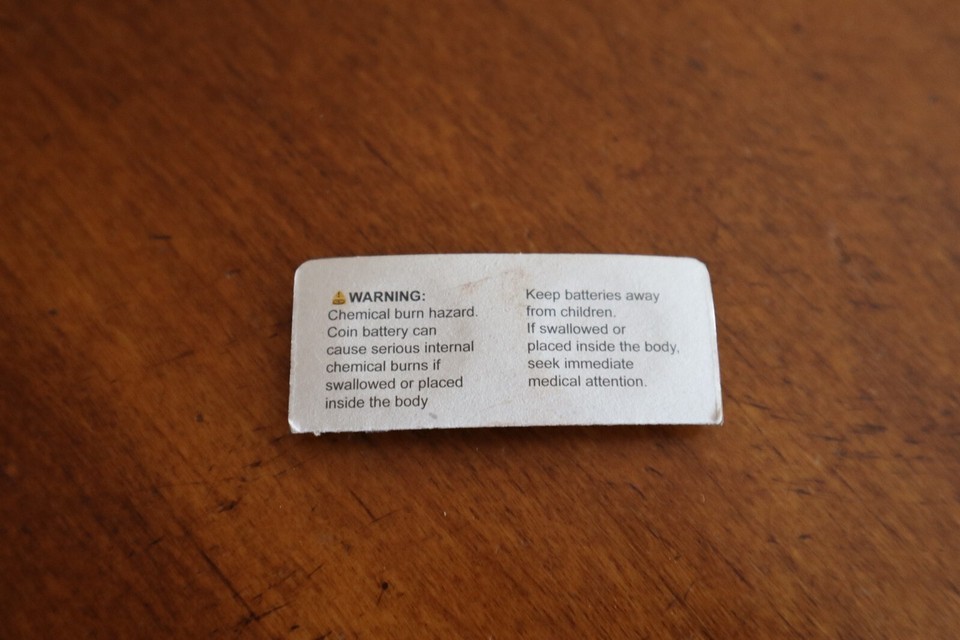 ⚠WARNING:
Chemical burn hazard.
Coin battery can
cause serious internal
chemical burns if
swallowed or placed
inside the body
Keep batteries away
from children.
If swallowed or
placed inside the body,
seek immediate
medical attention.